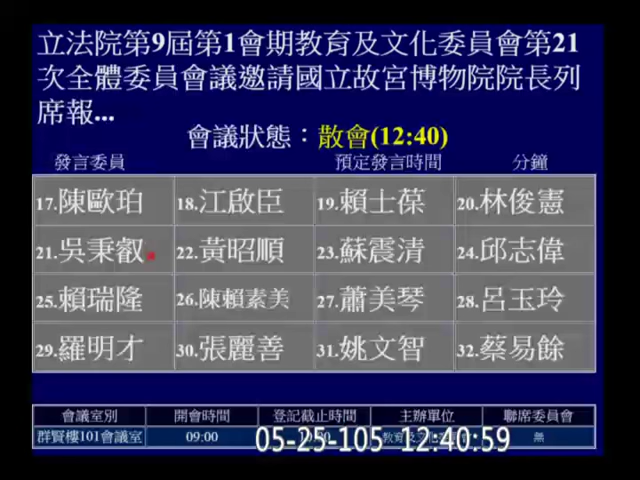 立法院第9屆第1會期教育及文化委員會第21
次全體委員會議邀請國立故宮博物院院長列
席報...
會議狀態：散會(12:40)
發言委員 預定發言時間 分鐘
17.陳歐珀 18.江啟臣 19.賴士葆 20.林俊憲
21.吳秉叡 22.黃昭順 23.蘇震清 24.邱志偉
25.賴瑞隆 26.陳賴素美 27.蕭美琴 28.呂玉玲
29.羅明才 30.張麗善 31.姚文智 32.蔡易餘
會議室別 開會時間 登記截止時間 主辦單位 聯席委員會
群賢樓101會議室 09:00 無
05-25-105 12:40:59